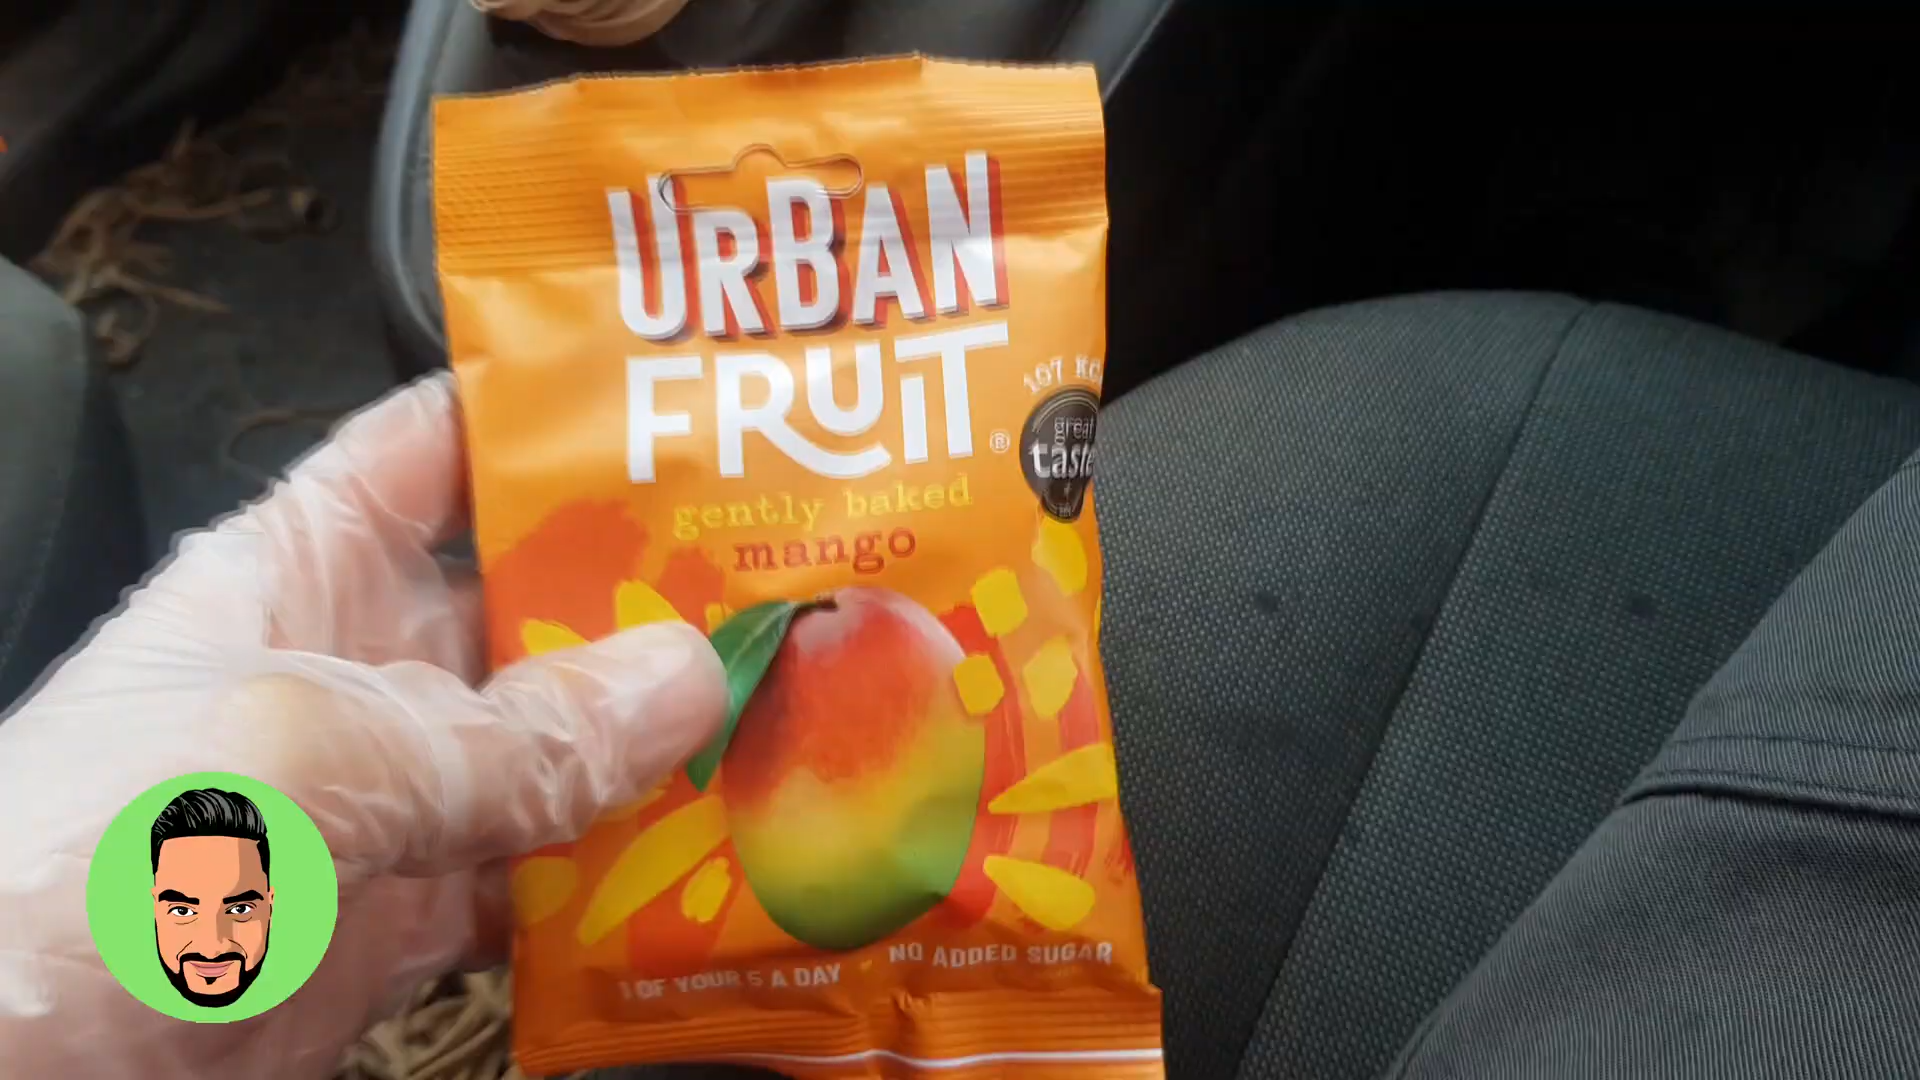 URBAN
FRUIT®
107 KC
great
taste
gently baked
mango
1 OF YOUR 5 A DAY
NO ADDED SUGAR